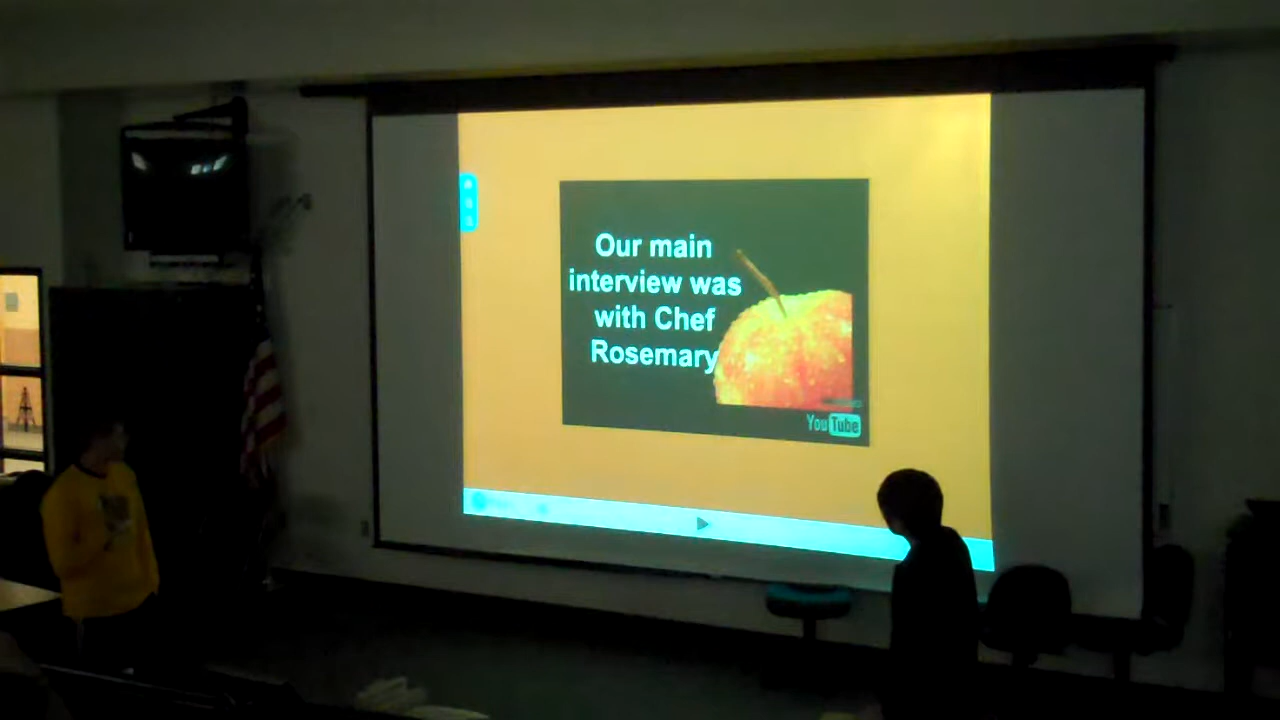 Our main
interview was
with Chef
Rosemary
YouTube